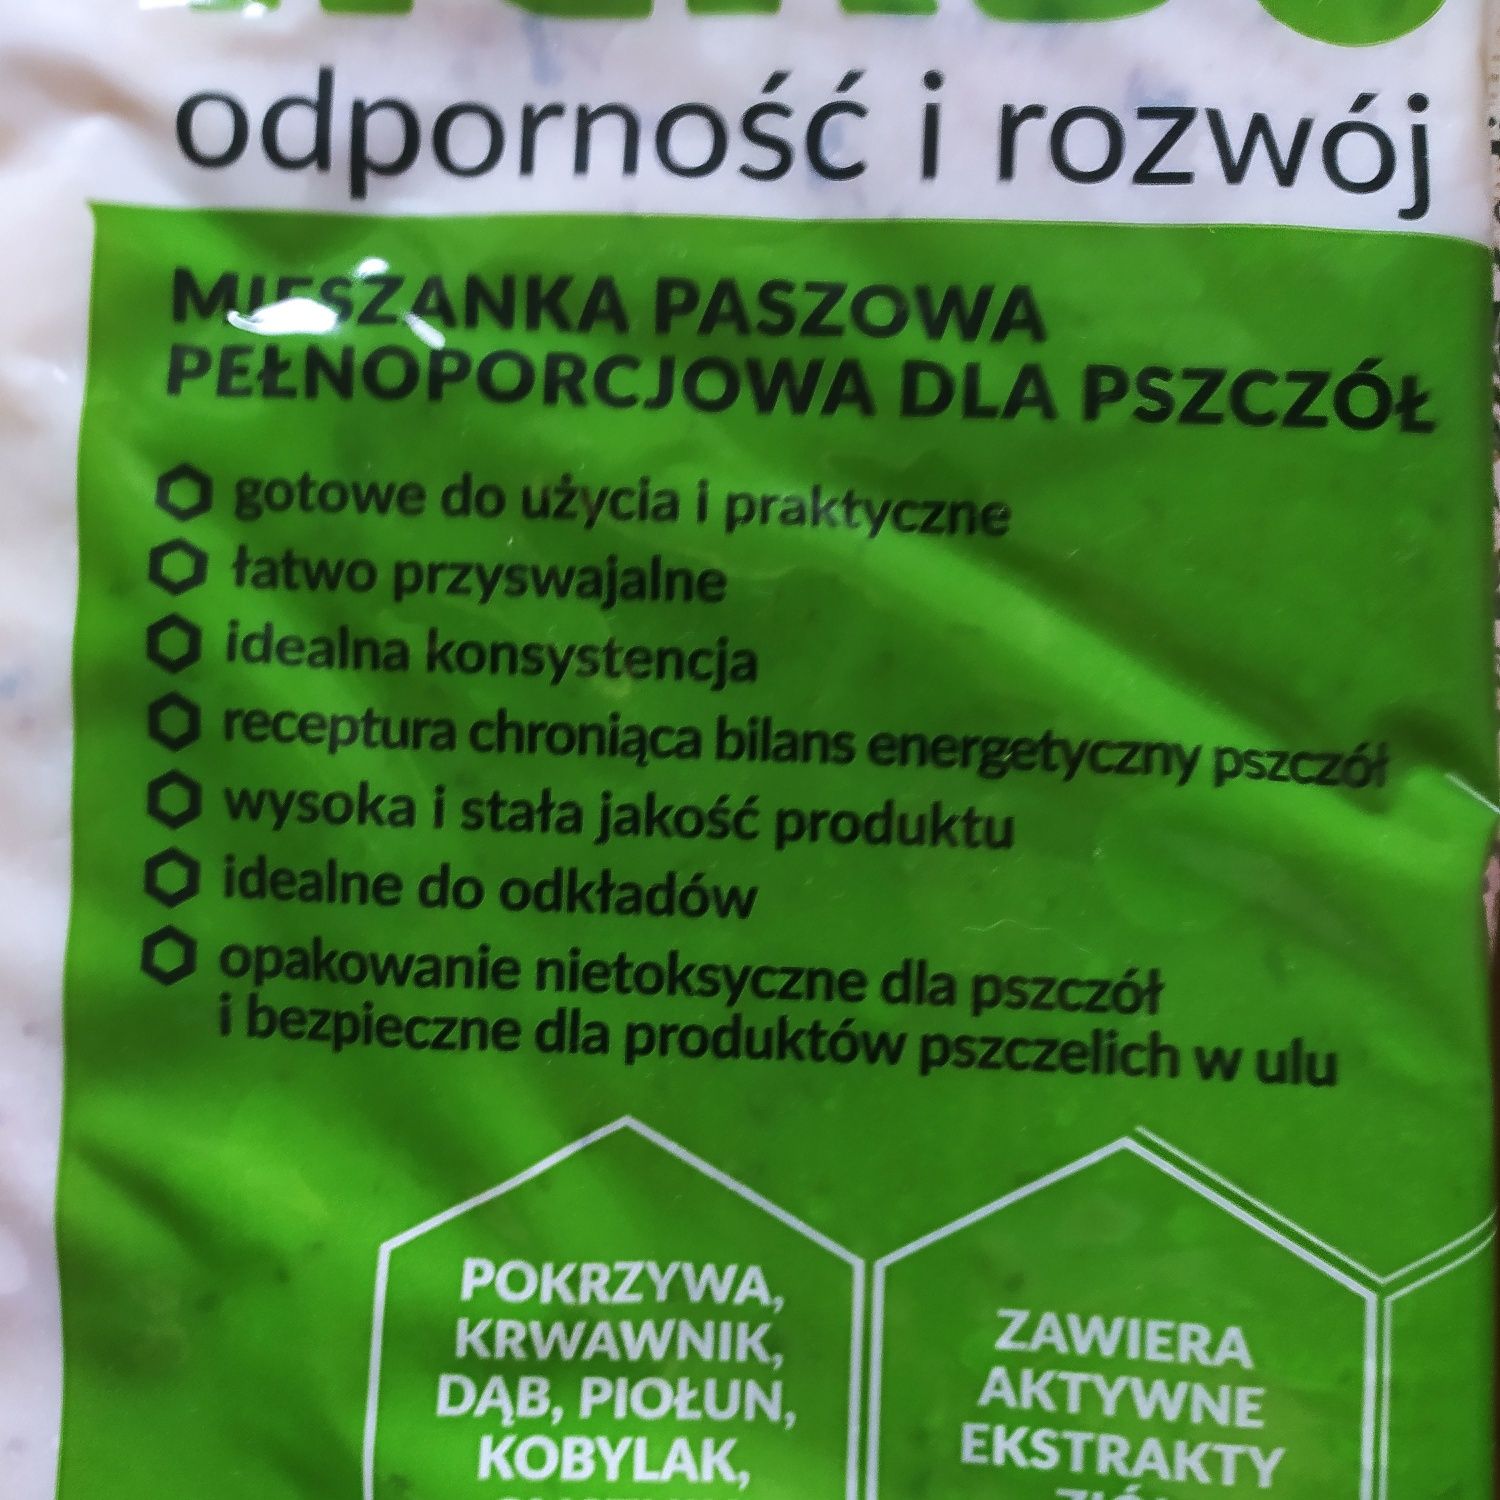 odporność i rozwój
MIESZANKA PASZOWA
PEŁNOPORCJOWA DLA PSZCZÓŁ
gotowe do użycia i praktyczne
łatwo przyswajalne
idealna konsystencja
receptura chroniąca bilans energetyczny pszczół
wysoka i stała jakość produktu
idealne do odkładów
opakowanie nietoksyczne dla pszczół
i bezpieczne dla produktów pszczelich w ulu
POKRZYWA,
KRWAWNIK,
DĄB, PIOŁUN,
KOBYLAK,
ZAWIERA
AKTYWNE
EKSTRAKTY